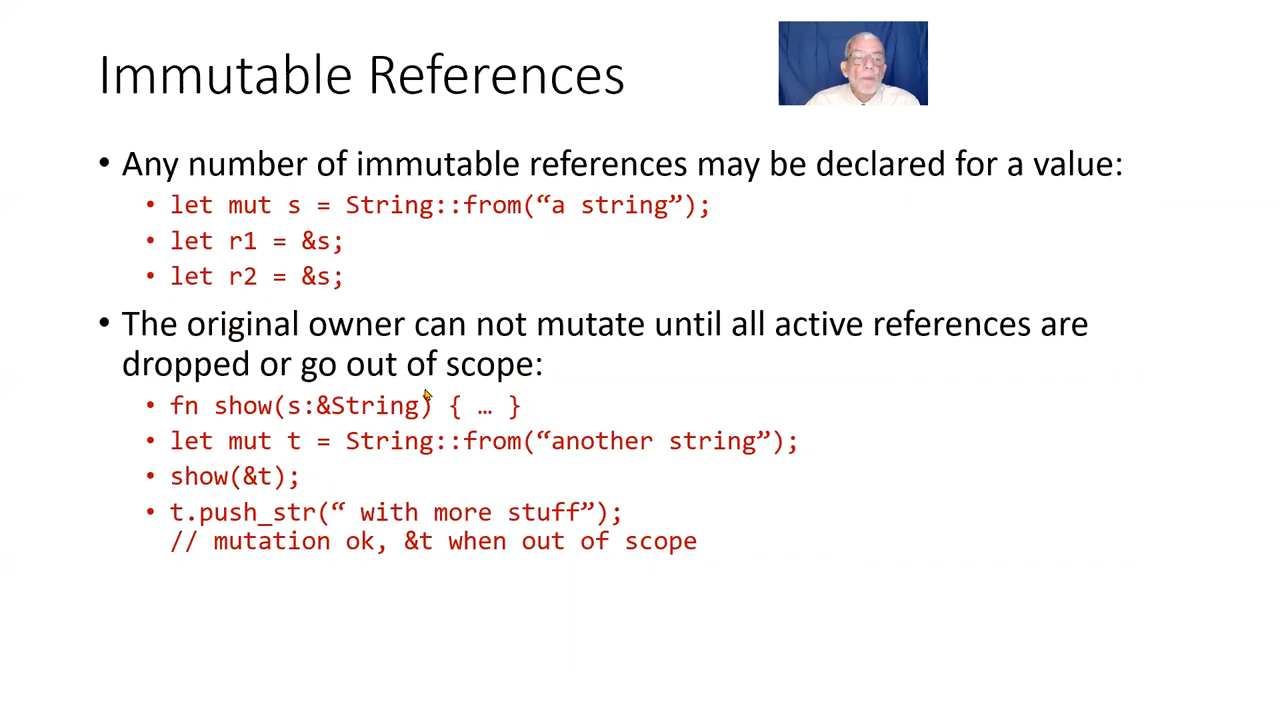 Immutable References
• Any number of immutable references may be declared for a value:
• let mut s = String::from(“a string”);
• let r1 = &s;
• let r2 = &s;
• The original owner can not mutate until all active references are
dropped or go out of scope:
• fn show(s:&String) { … }
• let mut t = String::from(“another string”);
• show(&t);
• t.push_str(“ with more stuff”);
// mutation ok, &t when out of scope